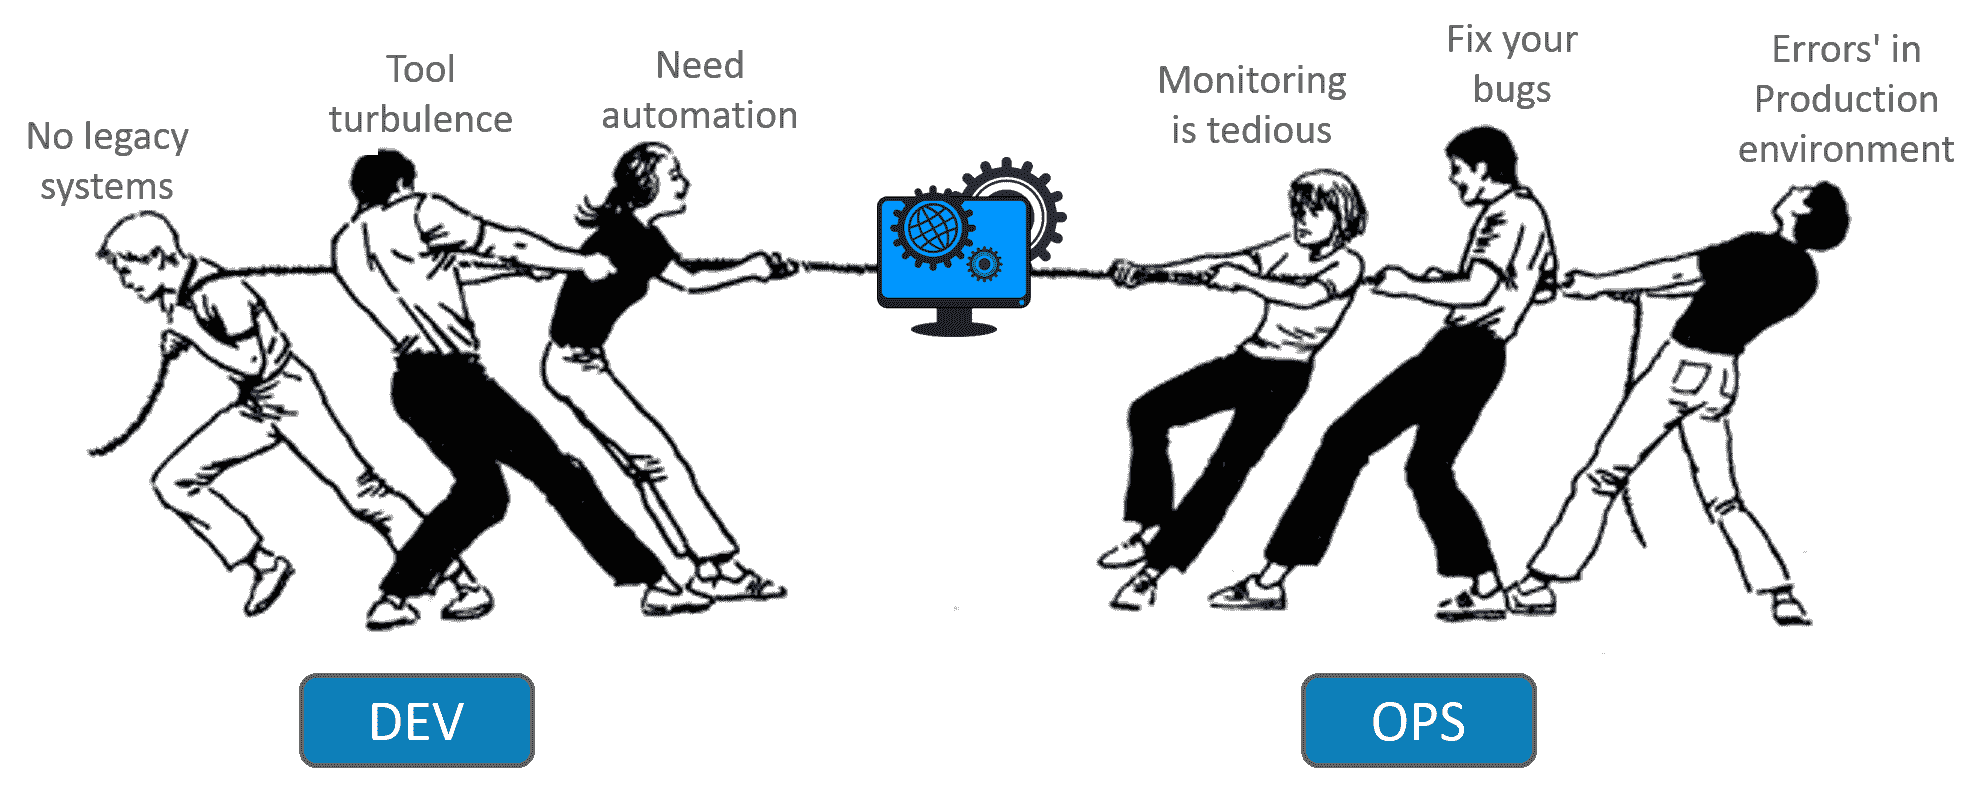 No legacy
systems
Tool
turbulence
Need
automation
Monitoring
is tedious
Fix your
bugs
Errors' in
Production
environment
DEV
OPS